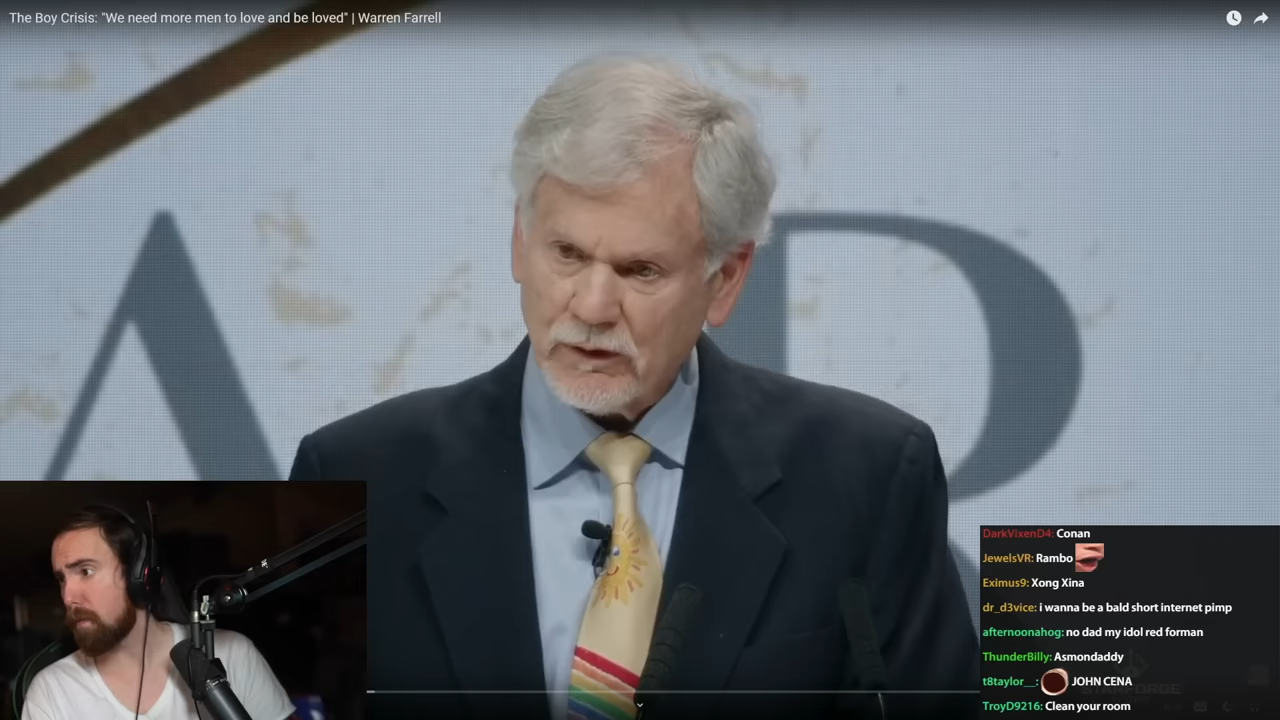 The Boy Crisis: "We need more men to love and be loved" | Warren Farrell
A R
DarkVixenD4: Conan
JewelsVR: Rambo
Eximus9: Xong Xina
dr_d3vice: i wanna be a bald short internet pimp
afternoonahog: no dad my idol red forman
ThunderBilly: Asmondaddy
t8taylor__: JOHN CENA
STARFORGE
TroyD9216: Clean your room